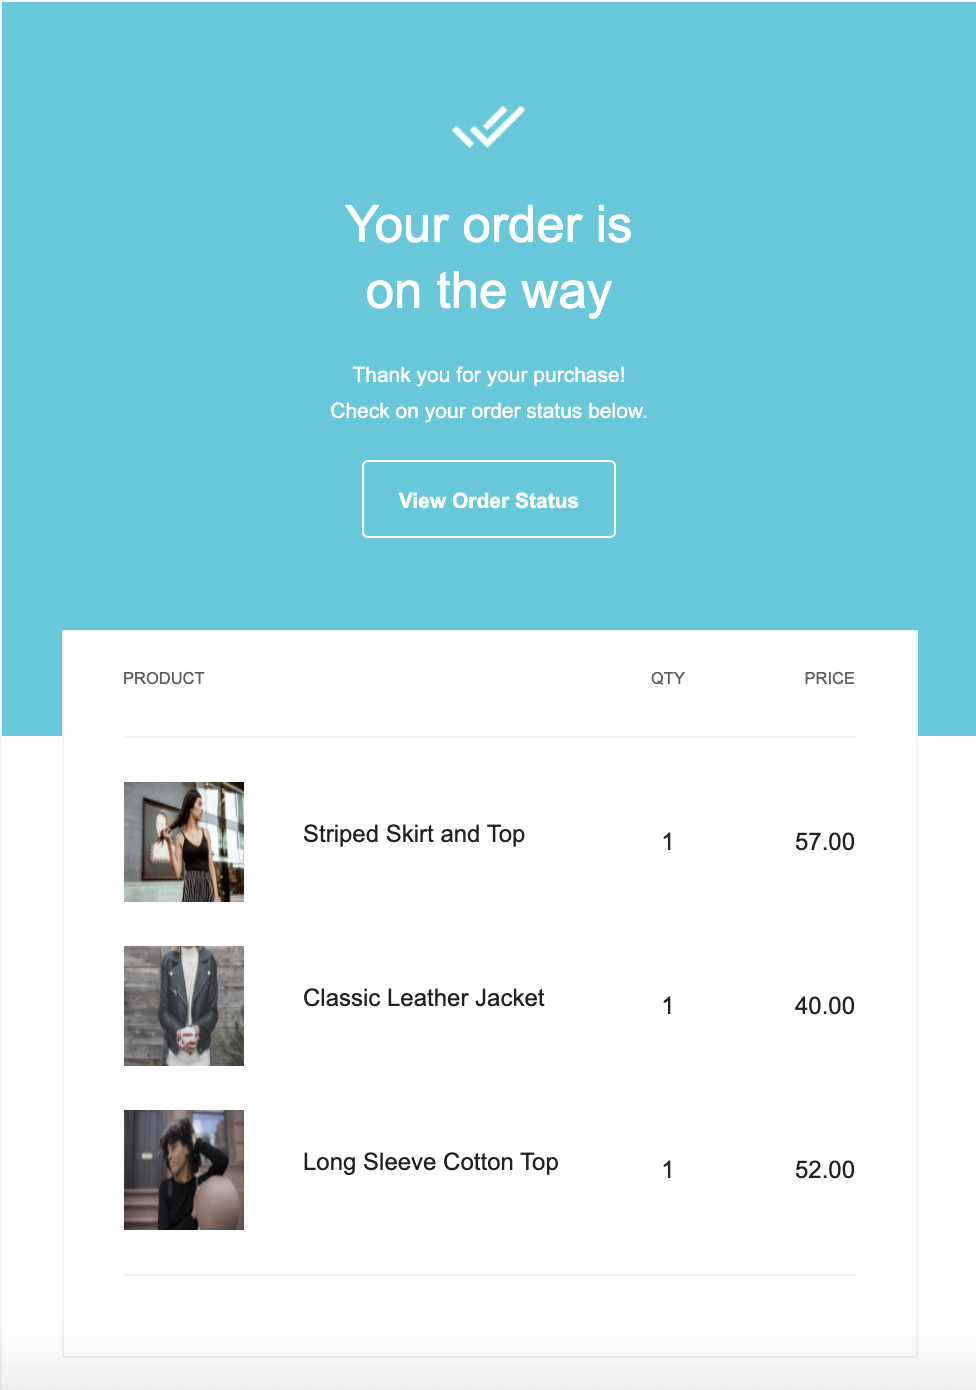 Your order is
on the way
Thank you for your purchase!
Check on your order status below.
View Order Status
PRODUCT QTY PRICE
Striped Skirt and Top 1 57.00
Classic Leather Jacket 1 40.00
Long Sleeve Cotton Top 1 52.00